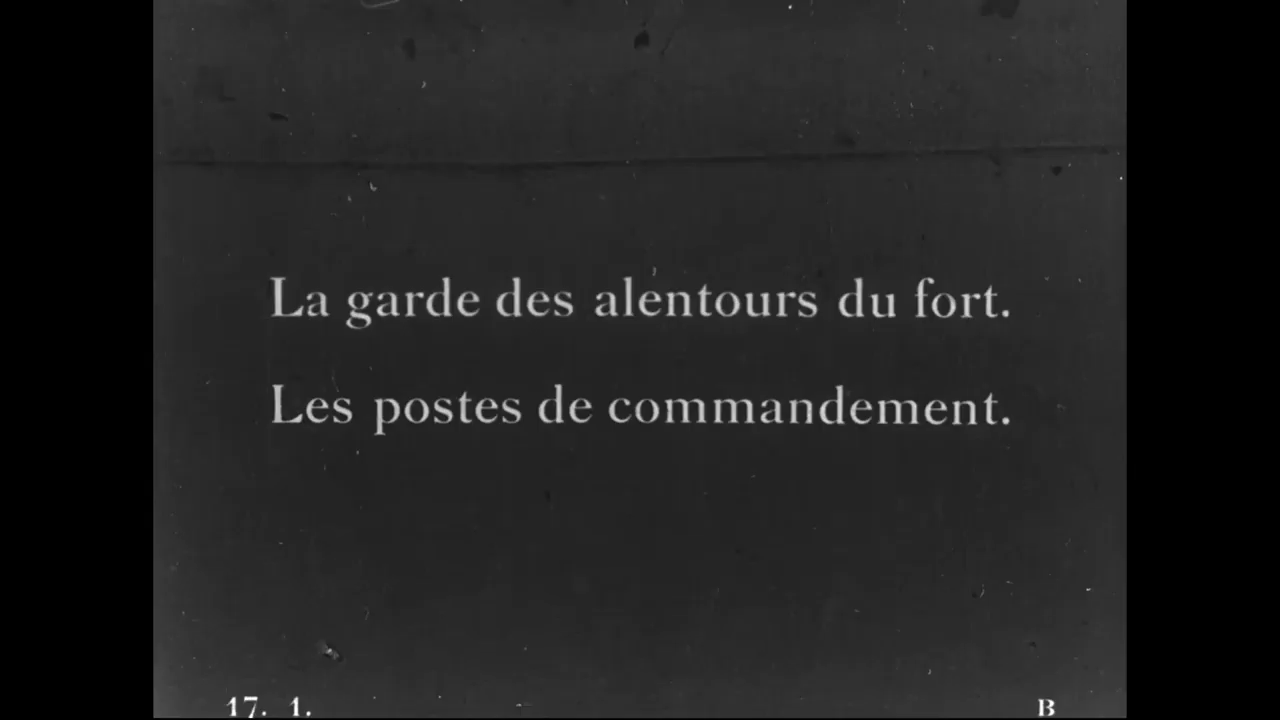 La garde des alentours du fort.
Les postes de commandement.
17. 1. B